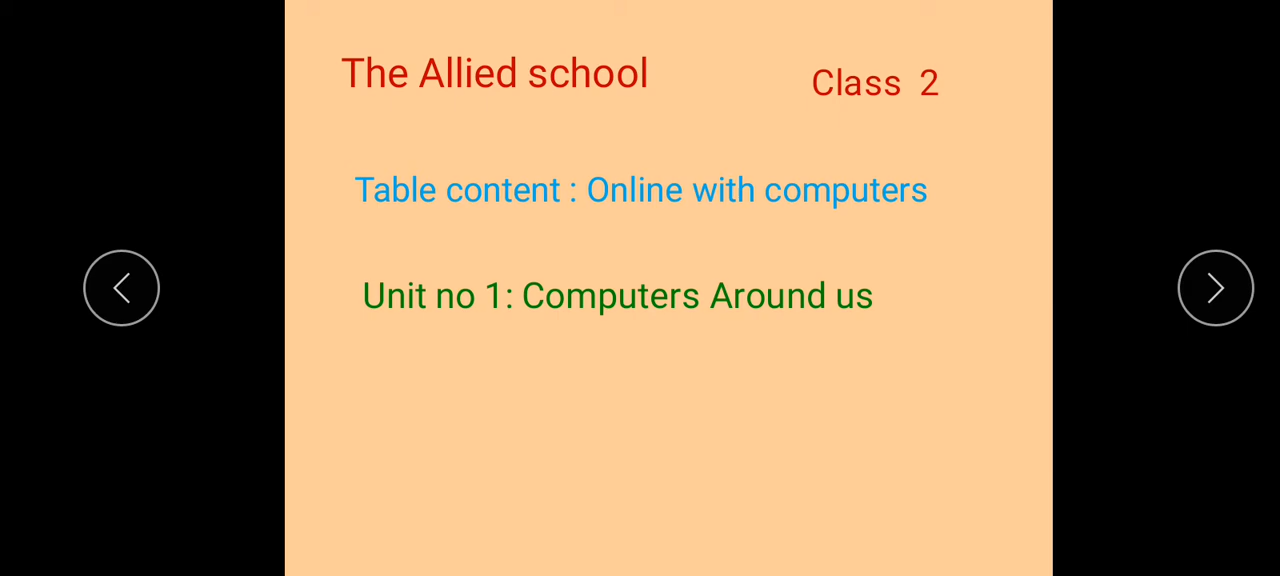 The Allied school Class 2
Table content : Online with computers
Unit no 1: Computers Around us